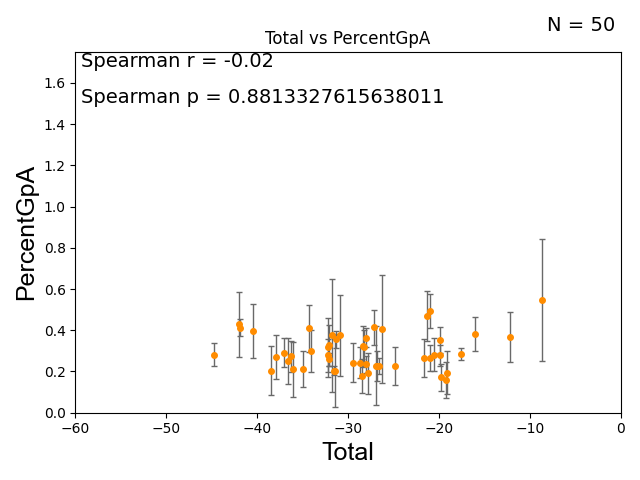 N = 50
Total vs PercentGpA
Spearman r = -0.02
Spearman p = 0.8813327615638011
PercentGpA
1.6
1.4
1.2
1.0
0.8
0.6
0.4
0.2
0.0
−60 −50 −40 −30 −20 −10 0
Total